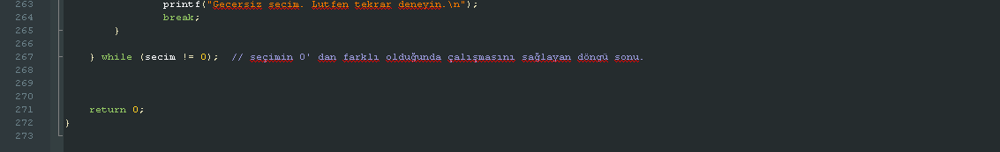 263 printf("Gecersiz secim. Lutfen tekrar deneyin.\n");
264 break;
265 }
266
267 } while (secim != 0); // seçimin 0' dan farklı olduğunda çalışmasını sağlayan döngü sonu.
268
269
270
271 return 0;
272 }
273